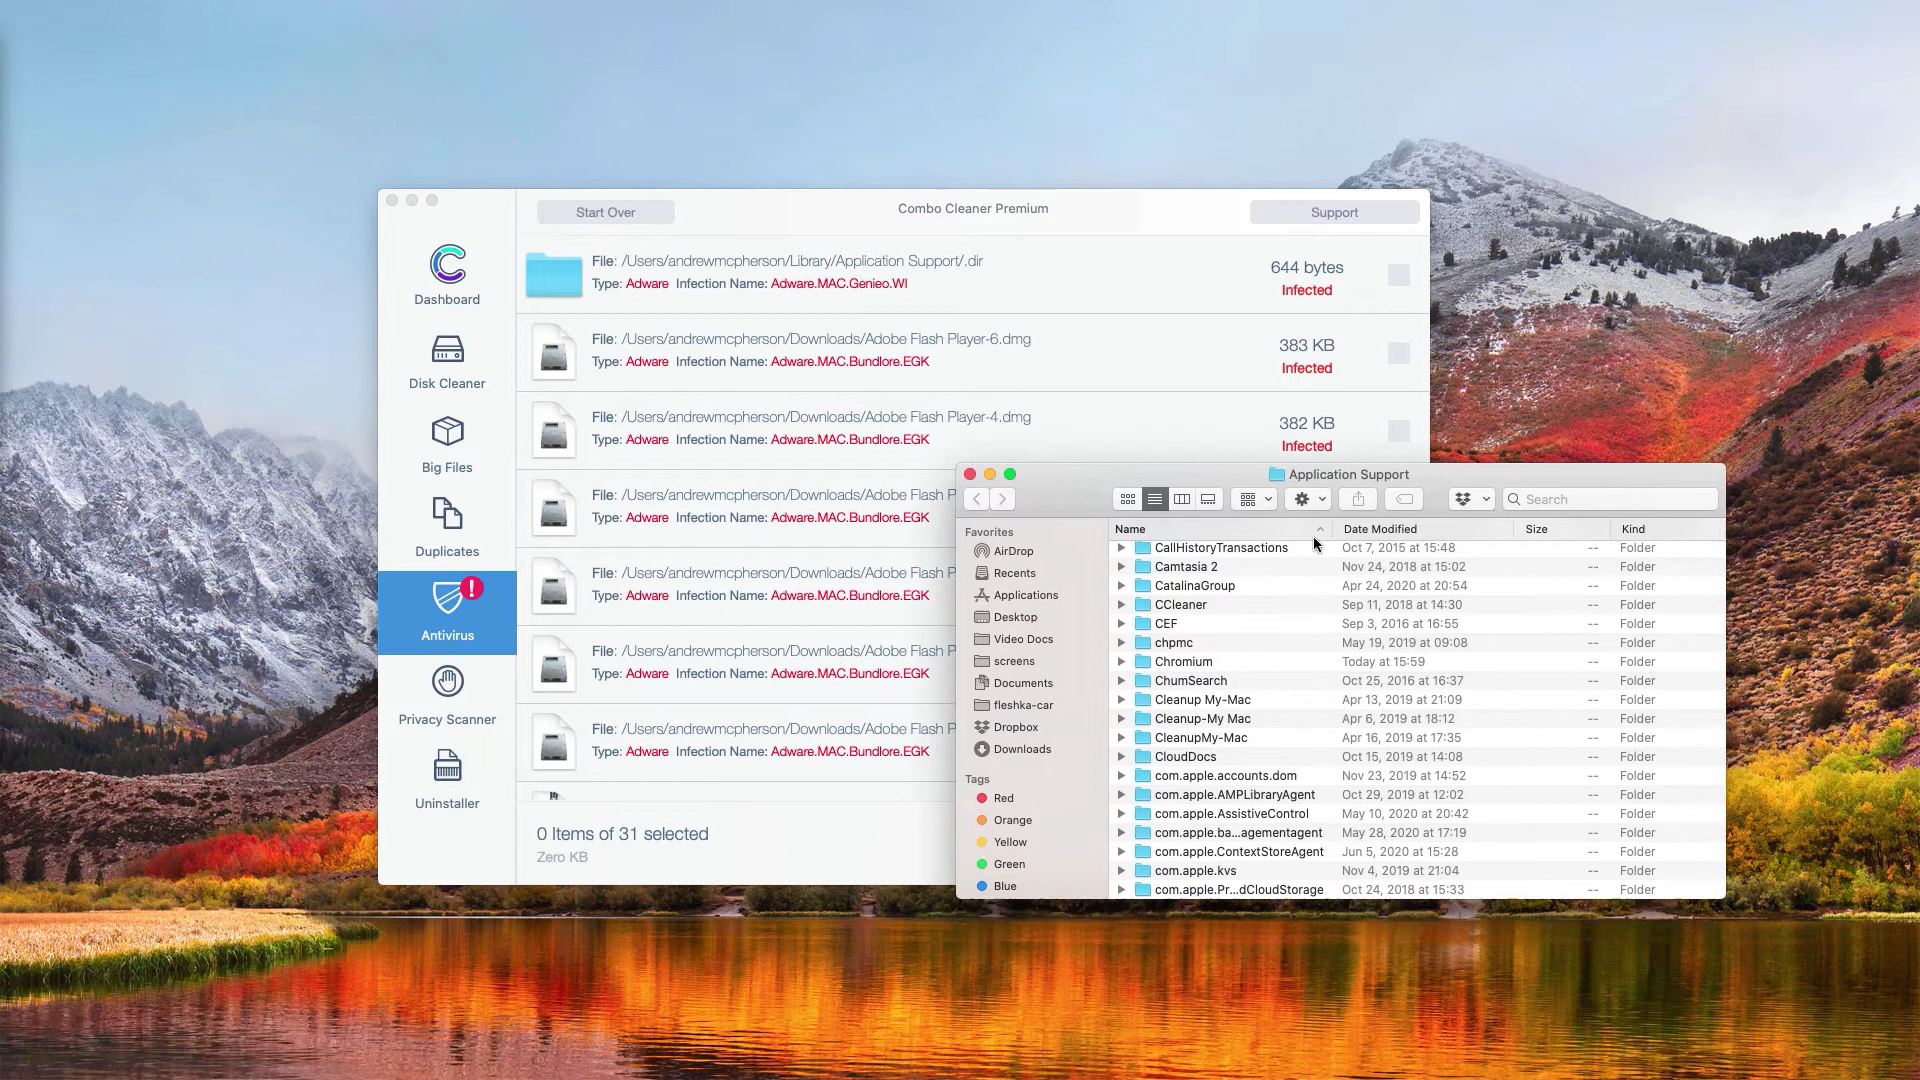 Start Over
Combo Cleaner Premium
Support
Dashboard
Disk Cleaner
Big Files
Duplicates
Antivirus
Privacy Scanner
Uninstaller
File: /Users/andrewmcpherson/Library/Application Support/.dir
Type: Adware Infection Name: Adware.MAC.Genieo.WI
644 bytes
Infected
File: /Users/andrewmcpherson/Downloads/Adobe Flash Player-6.dmg
Type: Adware Infection Name: Adware.MAC.Bundlore.EGK
383 KB
Infected
File: /Users/andrewmcpherson/Downloads/Adobe Flash Player-4.dmg
Type: Adware Infection Name: Adware.MAC.Bundlore.EGK
382 KB
Infected
File: /Users/andrewmcpherson/Downloads/Adobe Flash P
Type: Adware Infection Name: Adware.MAC.Bundlore.EGK
File: /Users/andrewmcpherson/Downloads/Adobe Flash P
Type: Adware Infection Name: Adware.MAC.Bundlore.EGK
File: /Users/andrewmcpherson/Downloads/Adobe Flash P
Type: Adware Infection Name: Adware.MAC.Bundlore.EGK
File: /Users/andrewmcpherson/Downloads/Adobe Flash P
Type: Adware Infection Name: Adware.MAC.Bundlore.EGK
0 Items of 31 selected
Zero KB
Application Support
Search
Favorites
AirDrop
Recents
Applications
Desktop
Video Docs
screens
Documents
fleshka-car
Dropbox
Downloads
Tags
Red
Orange
Yellow
Green
Blue
Name Date Modified Size Kind
CallHistoryTransactions Oct 7, 2015 at 15:48 -- Folder
Camtasia 2 Nov 24, 2018 at 15:02 -- Folder
CatalinaGroup Apr 24, 2020 at 20:54 -- Folder
CCleaner Sep 11, 2018 at 14:30 -- Folder
CEF Sep 3, 2016 at 16:55 -- Folder
chpmc May 19, 2019 at 09:08 -- Folder
Chromium Today at 15:59 -- Folder
ChumSearch Oct 25, 2016 at 16:37 -- Folder
Cleanup My-Mac Apr 13, 2019 at 21:09 -- Folder
Cleanup-My Mac Apr 6, 2019 at 18:12 -- Folder
CleanupMy-Mac Apr 16, 2019 at 17:35 -- Folder
CloudDocs Oct 15, 2019 at 14:08 -- Folder
com.apple.accounts.dom Nov 23, 2019 at 14:52 -- Folder
com.apple.AMPLibraryAgent Oct 29, 2019 at 12:02 -- Folder
com.apple.AssistiveControl May 10, 2020 at 20:42 -- Folder
com.apple.ba...agementagent May 28, 2020 at 17:19 -- Folder
com.apple.ContextStoreAgent Jun 5, 2020 at 15:28 -- Folder
com.apple.kvs Nov 4, 2019 at 21:04 -- Folder
com.apple.Pr...dCloudStorage Oct 24, 2018 at 15:33 -- Folder